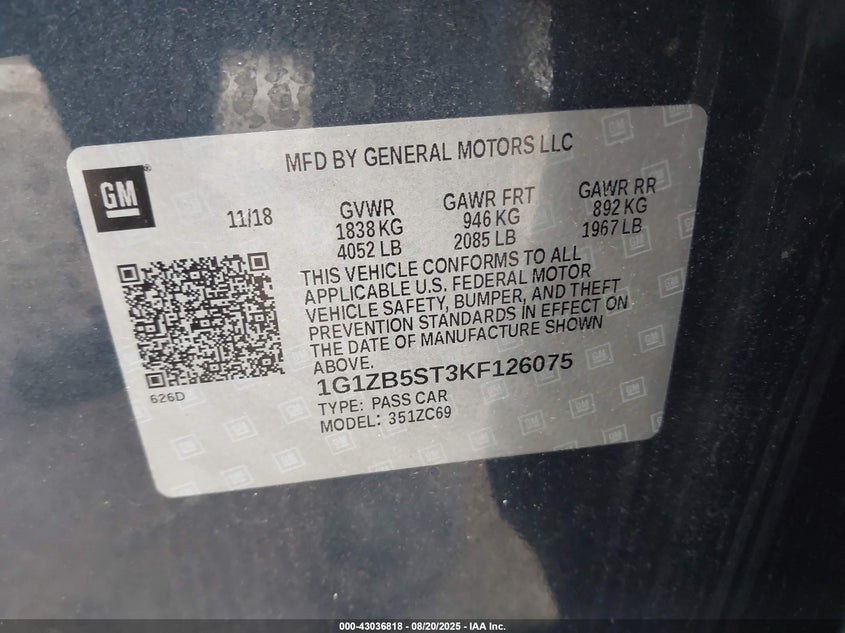 MFD BY GENERAL MOTORS LLC
GM
11/18
GVWR
1838 KG
4052 LB
GAWR FRT
946 KG
2085 LB
GAWR RR
892 KG
1967 LB
THIS VEHICLE CONFORMS TO ALL
APPLICABLE U.S. FEDERAL MOTOR
VEHICLE SAFETY, BUMPER, AND THEFT
PREVENTION STANDARDS IN EFFECT ON
THE DATE OF MANUFACTURE SHOWN
ABOVE.
626D
1G1ZB5ST3KF126075
TYPE: PASS CAR
MODEL: 351ZC69
000-43036818 - 08/20/2025 - IAA Inc.